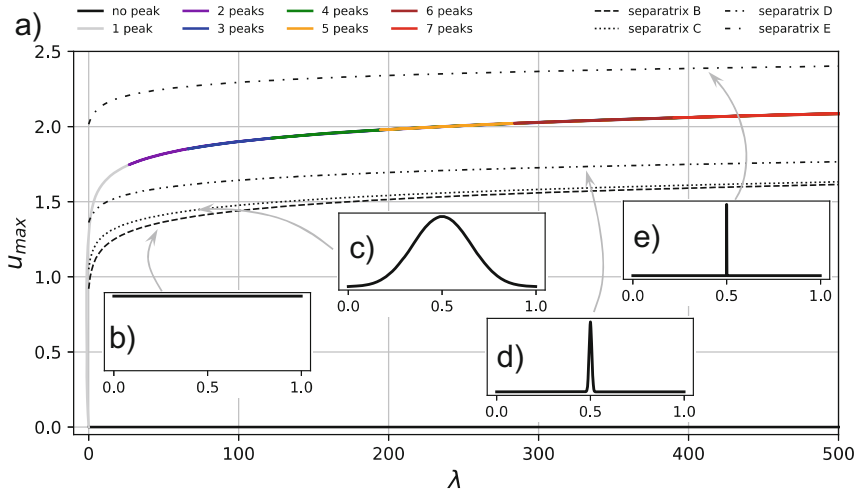 a)
no peak 2 peaks 4 peaks 6 peaks separatrix B separatrix D
1 peak 3 peaks 5 peaks 7 peaks separatrix C separatrix E
2.5
2.0
1.5
1.0
0.5
0.0
u_max
0 100 200 300 400 500
λ
b)
0.0 0.5 1.0
c)
0.0 0.5 1.0
d)
0.0 0.5 1.0
e)
0.0 0.5 1.0